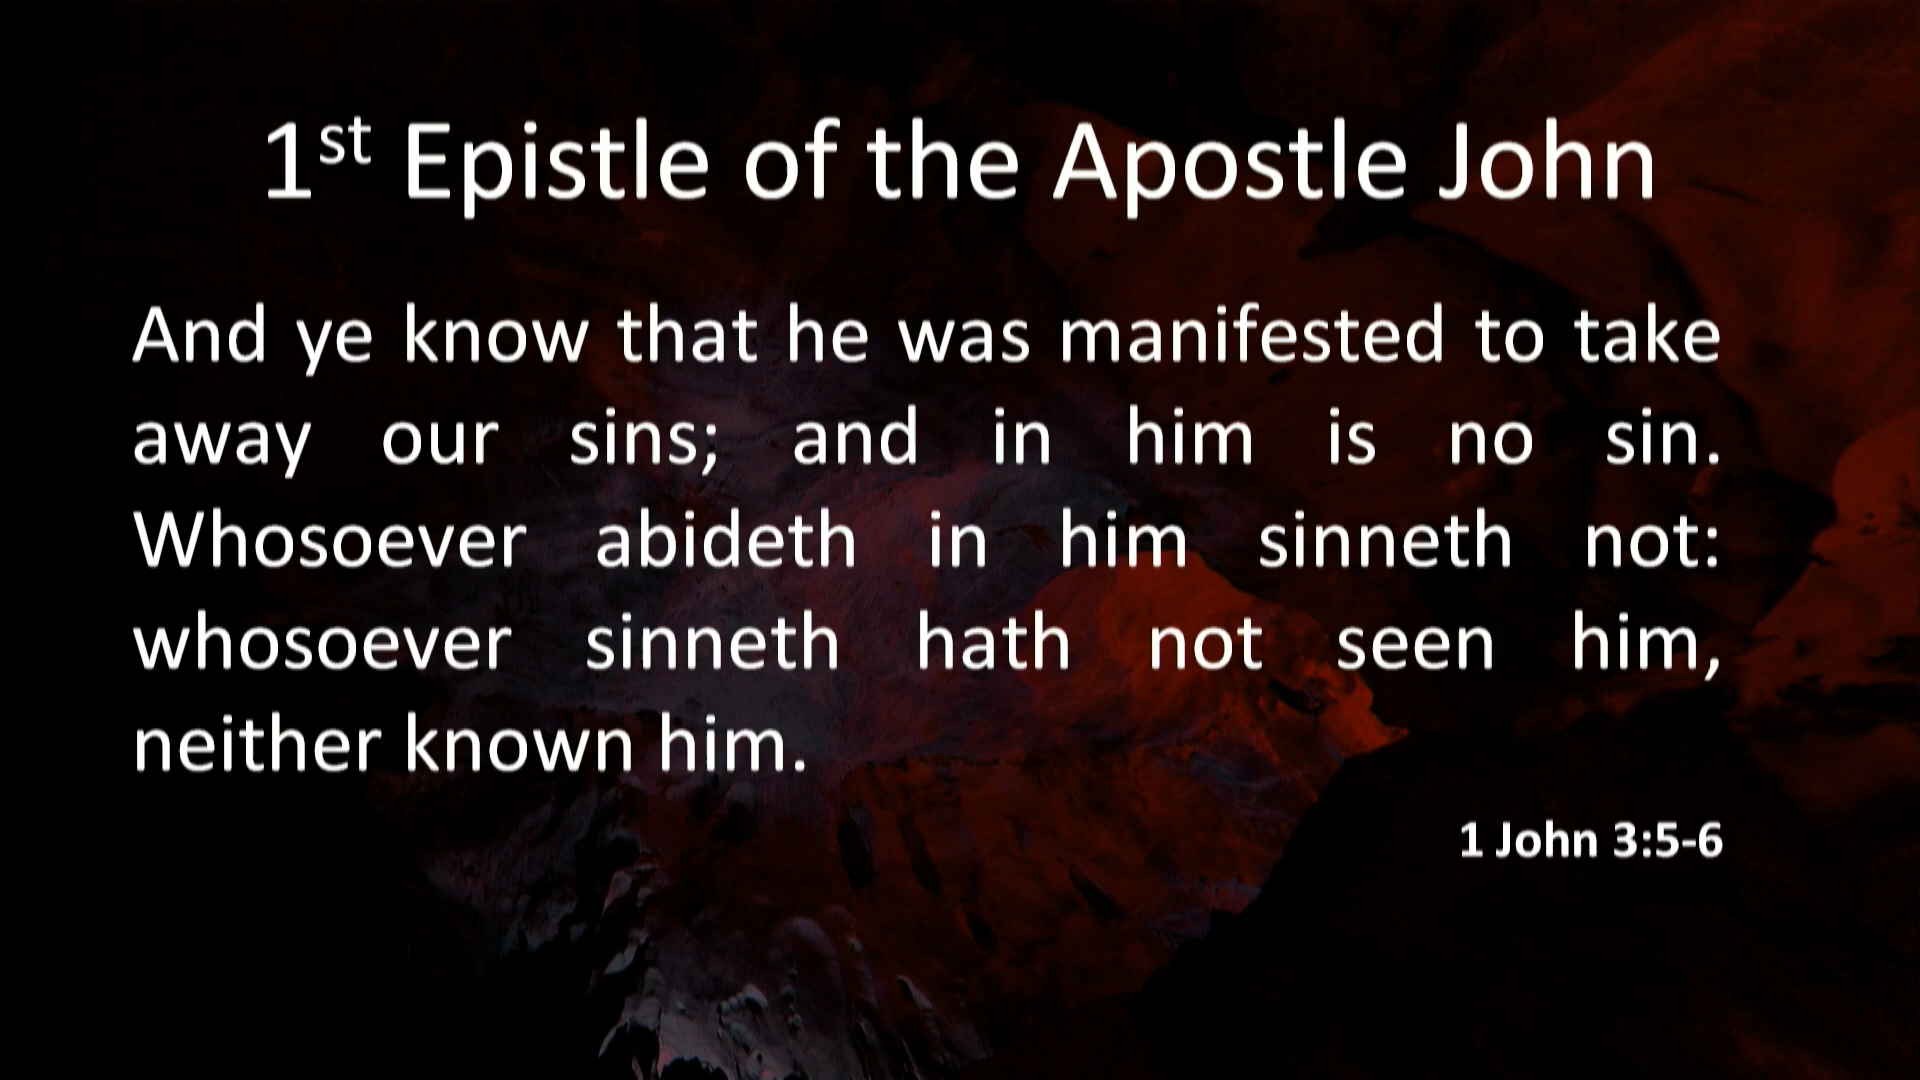 1st Epistle of the Apostle John
And ye know that he was manifested to take
away our sins; and in him is no sin.
Whosoever abideth in him sinneth not:
whosoever sinneth hath not seen him,
neither known him.
1 John 3:5-6